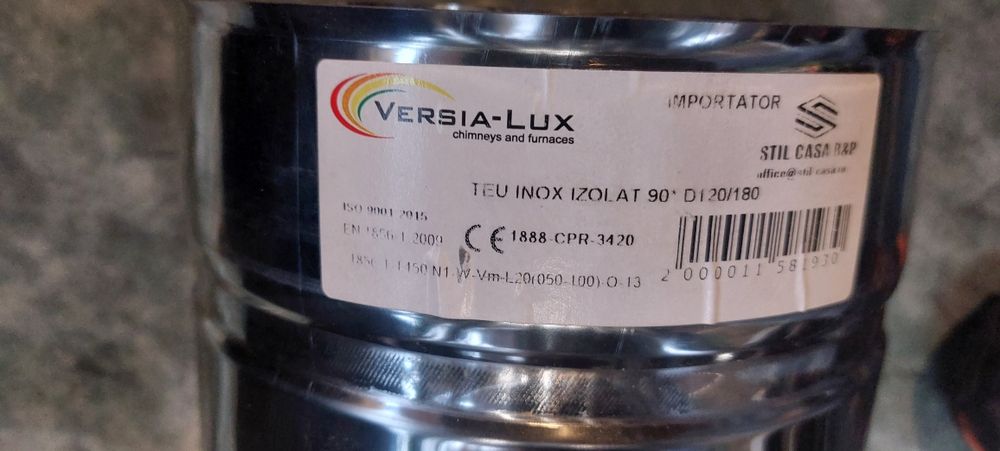 VERSIA-LUX
chimneys and furnaces
IMPORTATOR
STIL CASA R&P
office@stil-casa.ro
TEU INOX IZOLAT 90* D120/180
ISO 9001 2015
EN 1856-1 2009
CE 1888-CPR-3420
N1-W-Vm-L20(050-100)-O-13
2 000011 581930